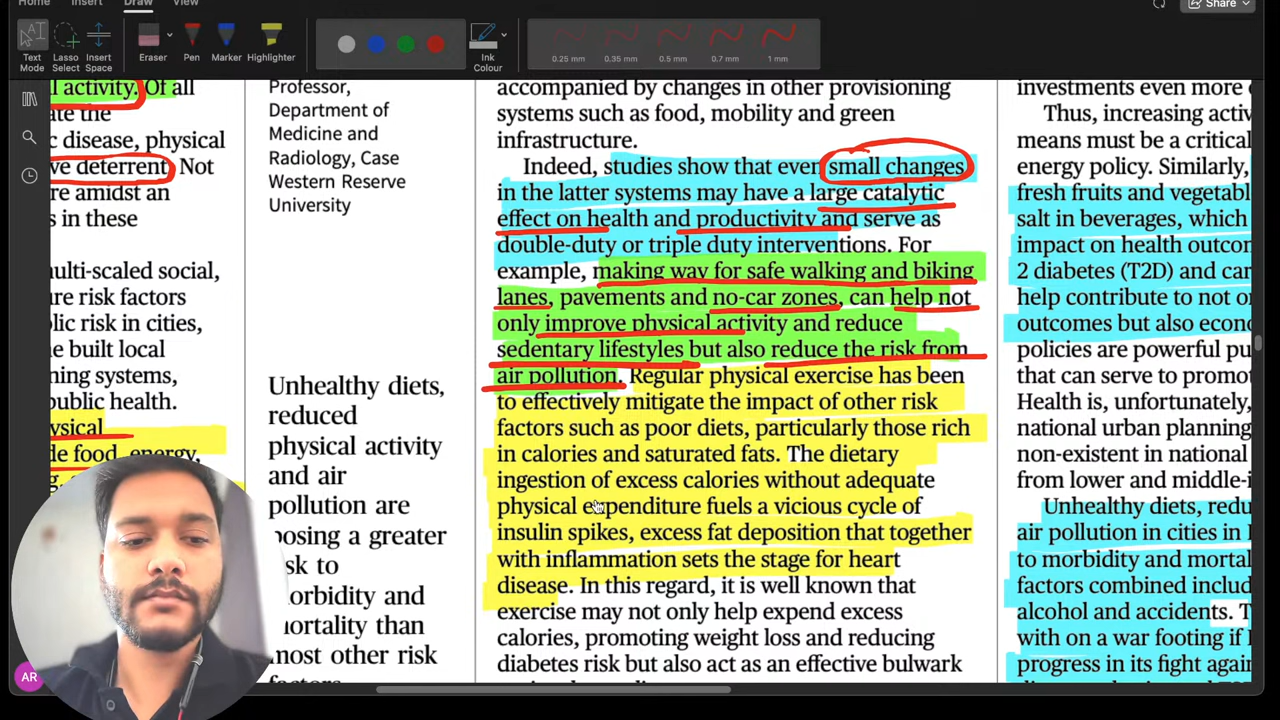 Home
Insert
Draw
View
Share
Text Mode
Lasso Select
Insert Space
Eraser
Pen
Marker
Highlighter
Ink Colour
0.25 mm
0.35 mm
0.5 mm
0.7 mm
1 mm
l activity. Of all
ate the
c disease, physical
ve deterrent. Not
re amidst an
s in these
multi-scaled social,
ure risk factors
lic risk in cities,
e built local
ning systems,
public health.
ysical
de food, energy,
Professor,
Department of
Medicine and
Radiology, Case
Western Reserve
University
Unhealthy diets,
reduced
physical activity
and air
pollution are
posing a greater
risk to
morbidity and
mortality than
most other risk
factors
accompanied by changes in other provisioning
systems such as food, mobility and green
infrastructure.
Indeed, studies show that even small changes
in the latter systems may have a large catalytic
effect on health and productivity and serve as
double-duty or triple duty interventions. For
example, making way for safe walking and biking
lanes, pavements and no-car zones, can help not
only improve physical activity and reduce
sedentary lifestyles but also reduce the risk from
air pollution. Regular physical exercise has been
to effectively mitigate the impact of other risk
factors such as poor diets, particularly those rich
in calories and saturated fats. The dietary
ingestion of excess calories without adequate
physical expenditure fuels a vicious cycle of
insulin spikes, excess fat deposition that together
with inflammation sets the stage for heart
disease. In this regard, it is well known that
exercise may not only help expend excess
calories, promoting weight loss and reducing
diabetes risk but also act as an effective bulwark
investments even more
Thus, increasing activ
means must be a critical
energy policy. Similarly,
fresh fruits and vegetabl
salt in beverages, which
impact on health outcom
2 diabetes (T2D) and car
help contribute to not on
outcomes but also econo
policies are powerful pu
that can serve to promot
Health is, unfortunately,
national urban planning
non-existent in national
from lower and middle-i
Unhealthy diets, redu
air pollution in cities in I
to morbidity and mortal
factors combined includ
alcohol and accidents. T
with on a war footing if I
progress in its fight again
AR